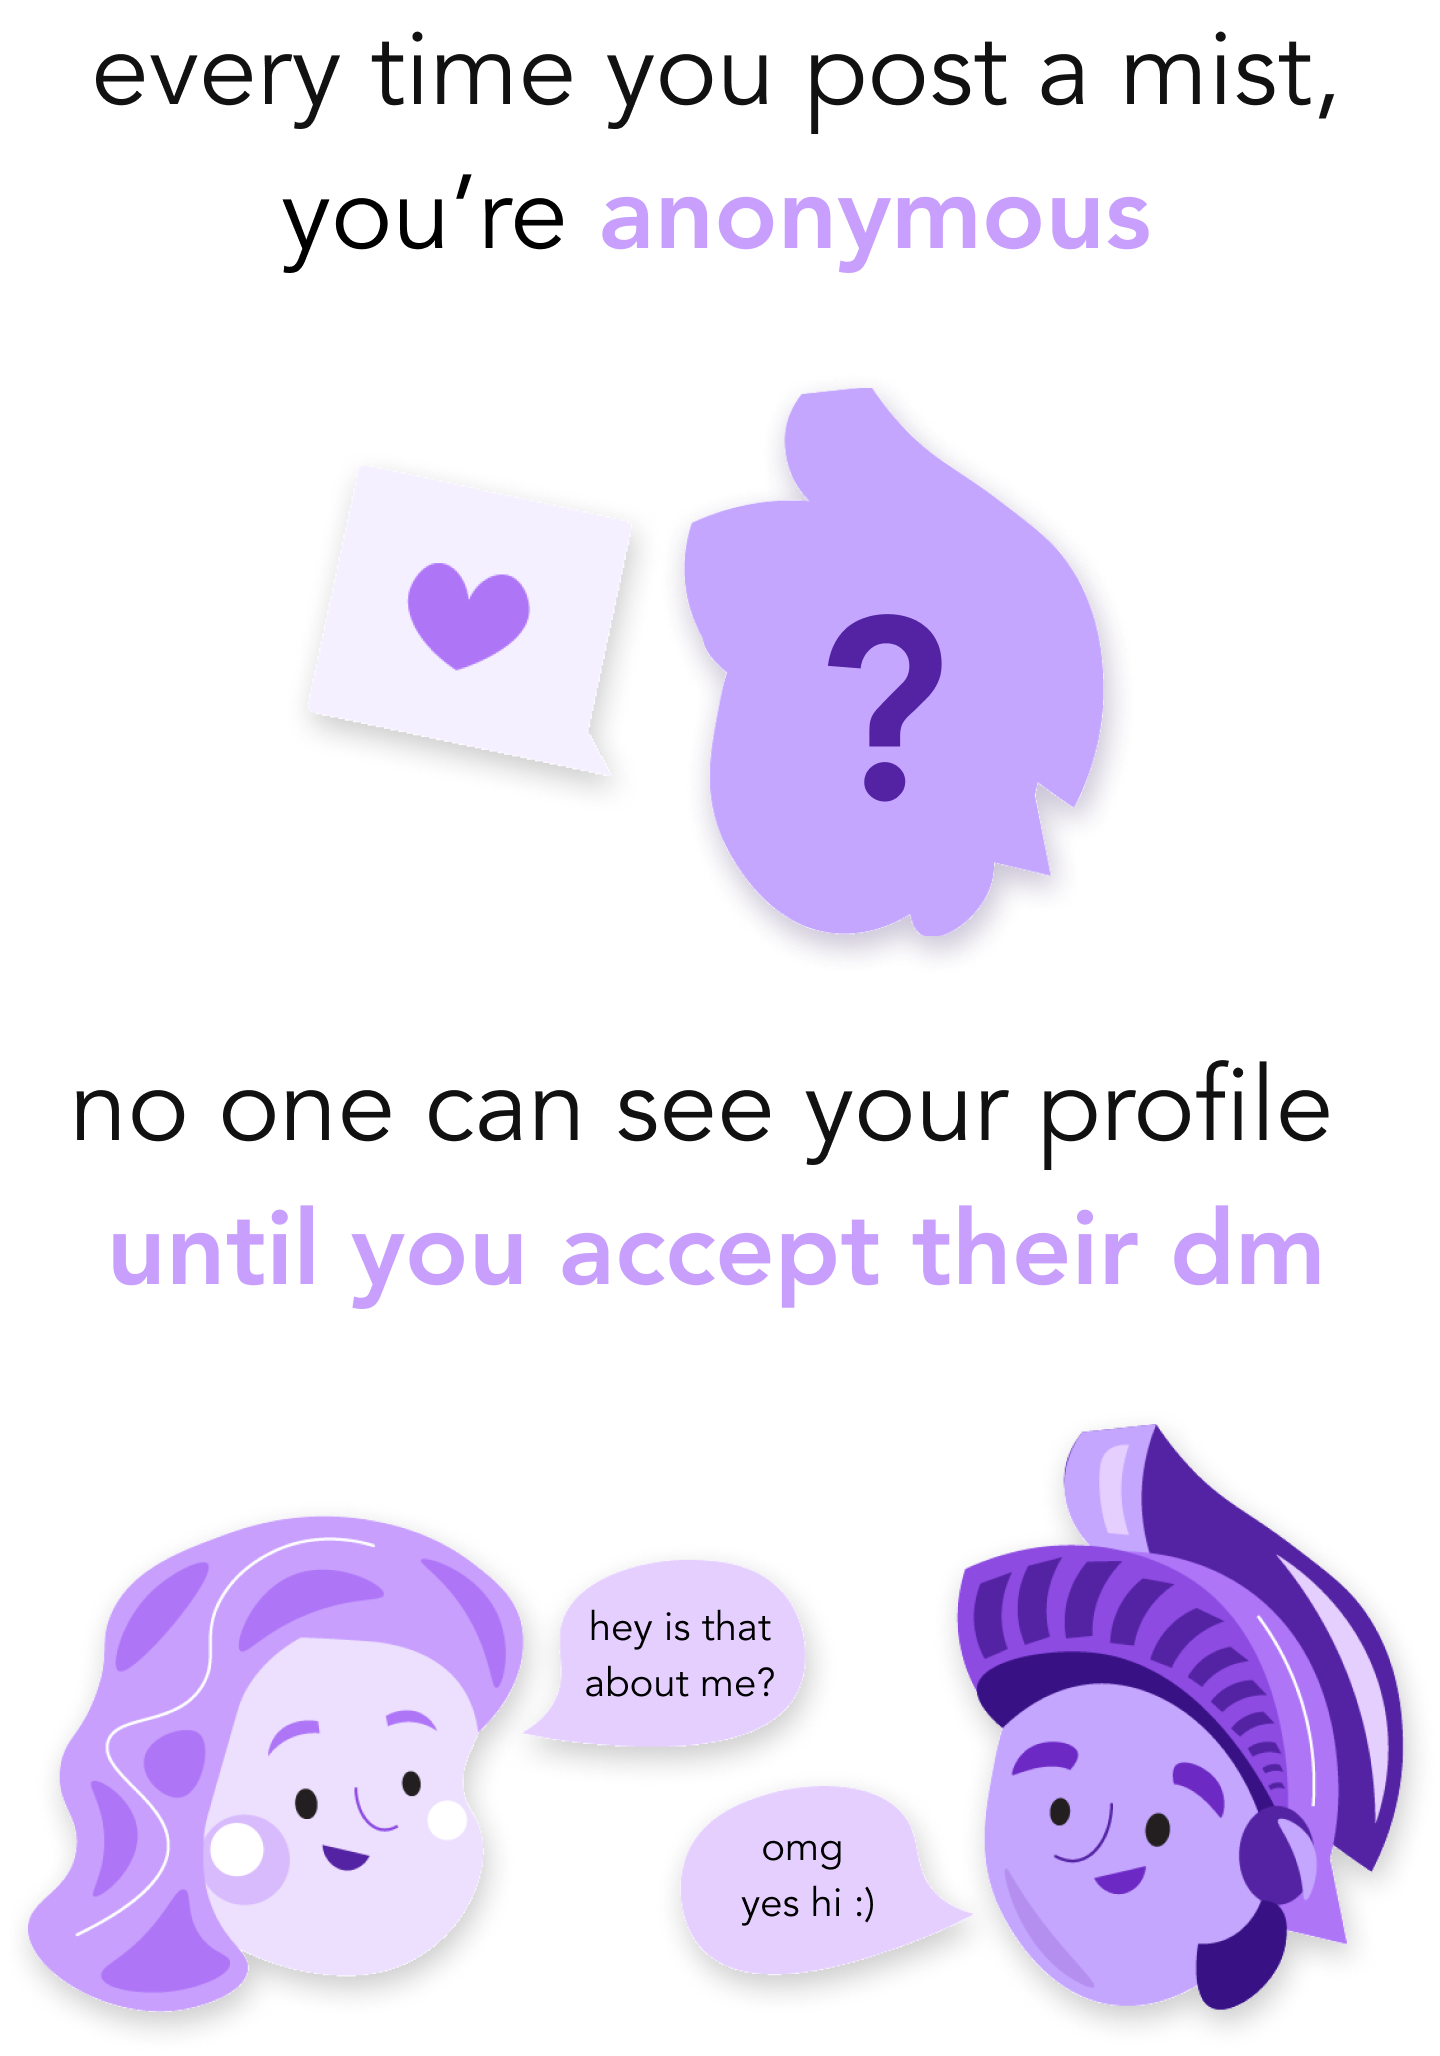 every time you post a mist,
you’re anonymous
?
no one can see your profile
until you accept their dm
hey is that
about me?
omg
yes hi :)